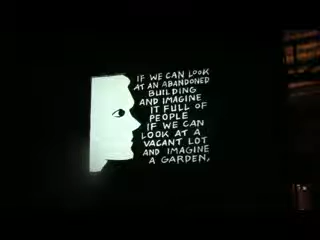 IF WE CAN LOOK
AT AN ABANDONED
BUILDING
AND IMAGINE
IT FULL OF
PEOPLE
IF WE CAN
LOOK AT A
VACANT LOT
AND IMAGINE
A GARDEN,